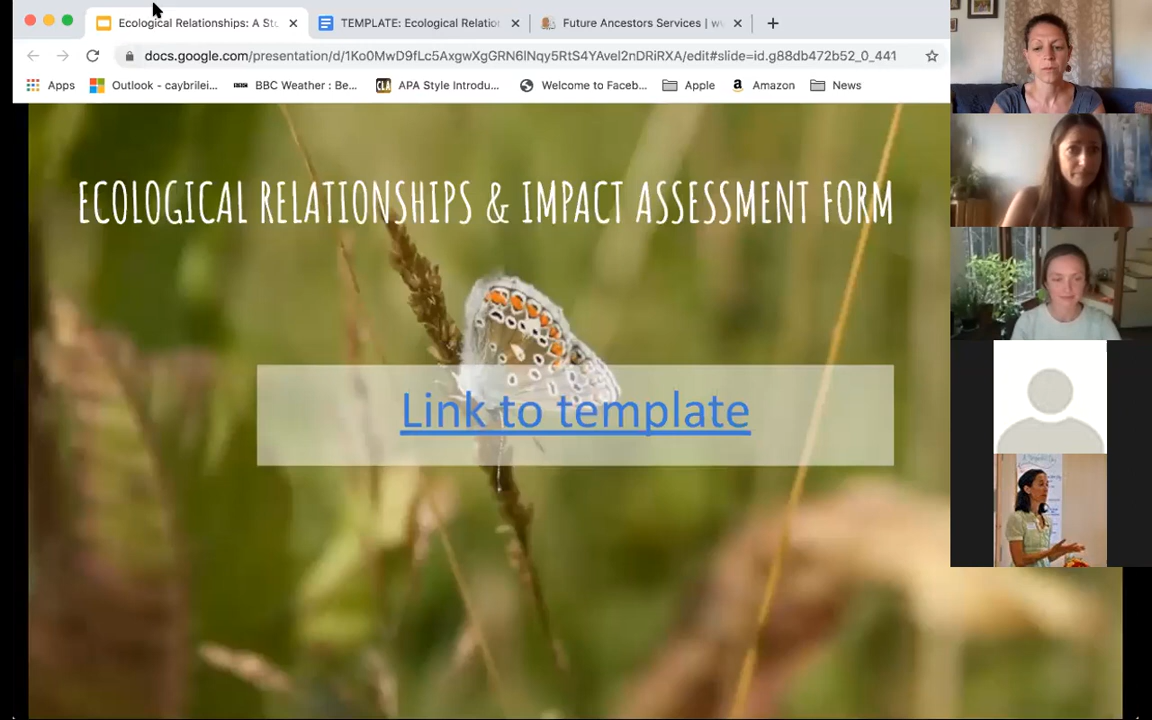 Ecological Relationships: A Stu
TEMPLATE: Ecological Relation
Future Ancestors Services | w
docs.google.com/presentation/d/1Ko0MwD9fLc5AxgwXgGRN6lNqy5RtS4YAvel2nDRiRXA/edit#slide=id.g88db472b52_0_441
Apps
Outlook - caybrilei...
BBC Weather : Be...
APA Style Introdu...
Welcome to Faceb...
Apple
Amazon
News
ECOLOGICAL RELATIONSHIPS & IMPACT ASSESSMENT FORM
Link to template